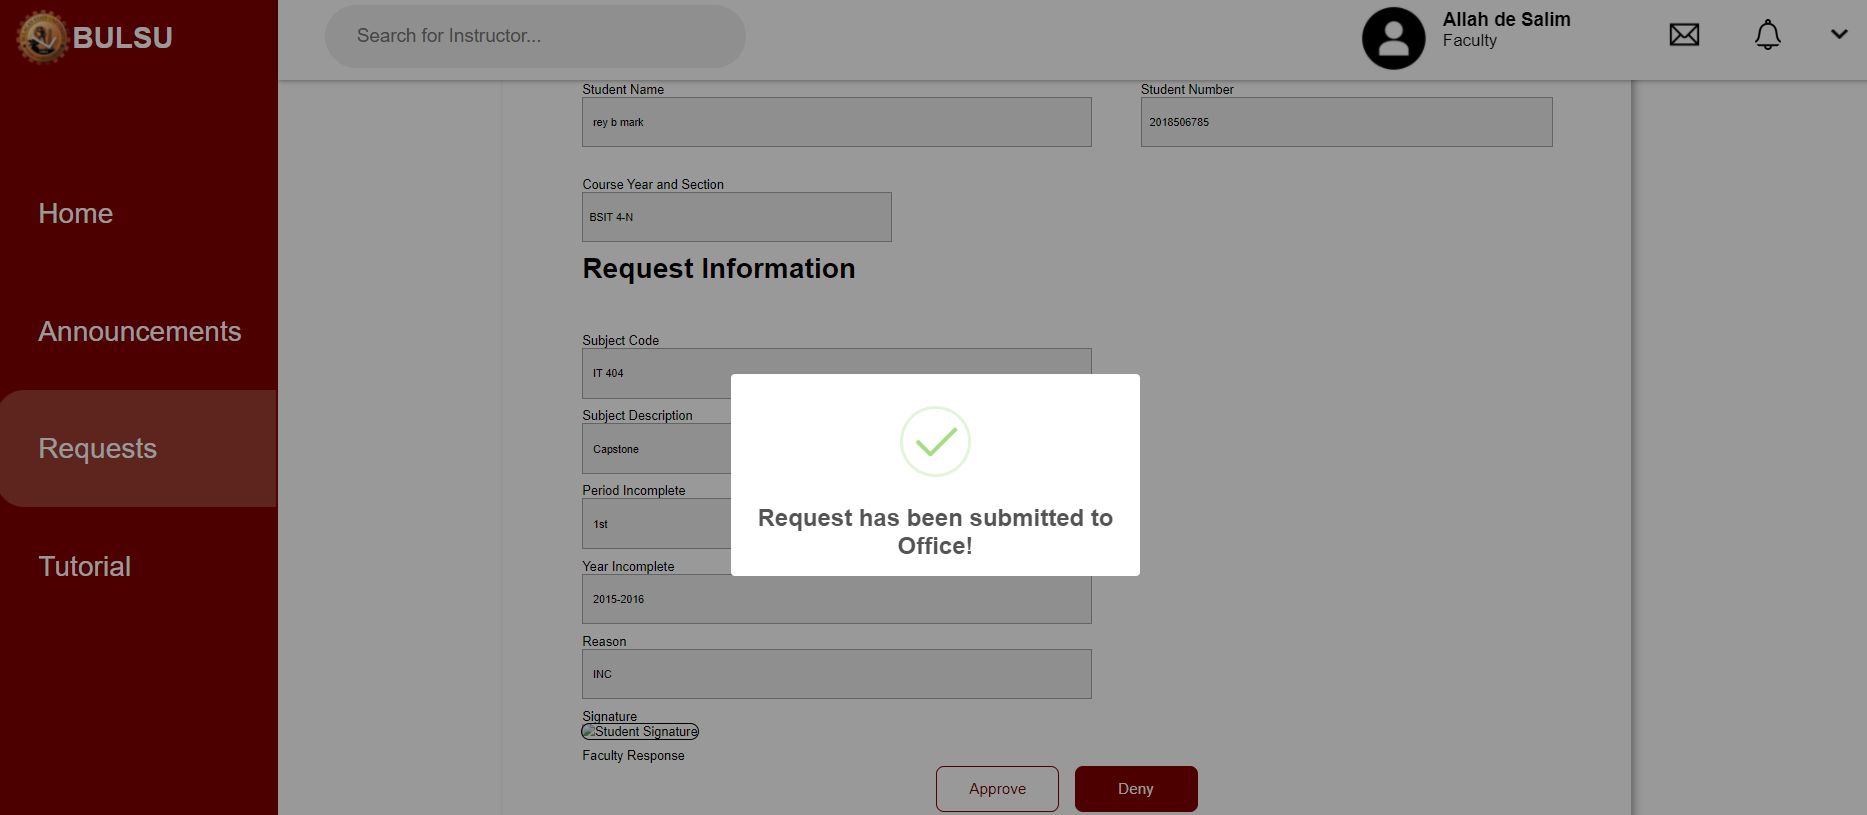 BULSU
Search for Instructor...
Allah de Salim
Faculty
Home
Announcements
Requests
Tutorial
Student Name
rey b mark
Student Number
2018506785
Course Year and Section
BSIT 4-N
Request Information
Subject Code
IT 404
Subject Description
Capstone
Period Incomplete
1st
Year Incomplete
2015-2016
Reason
INC
Signature
Student Signature
Faculty Response
Approve
Deny
Request has been submitted to
Office!